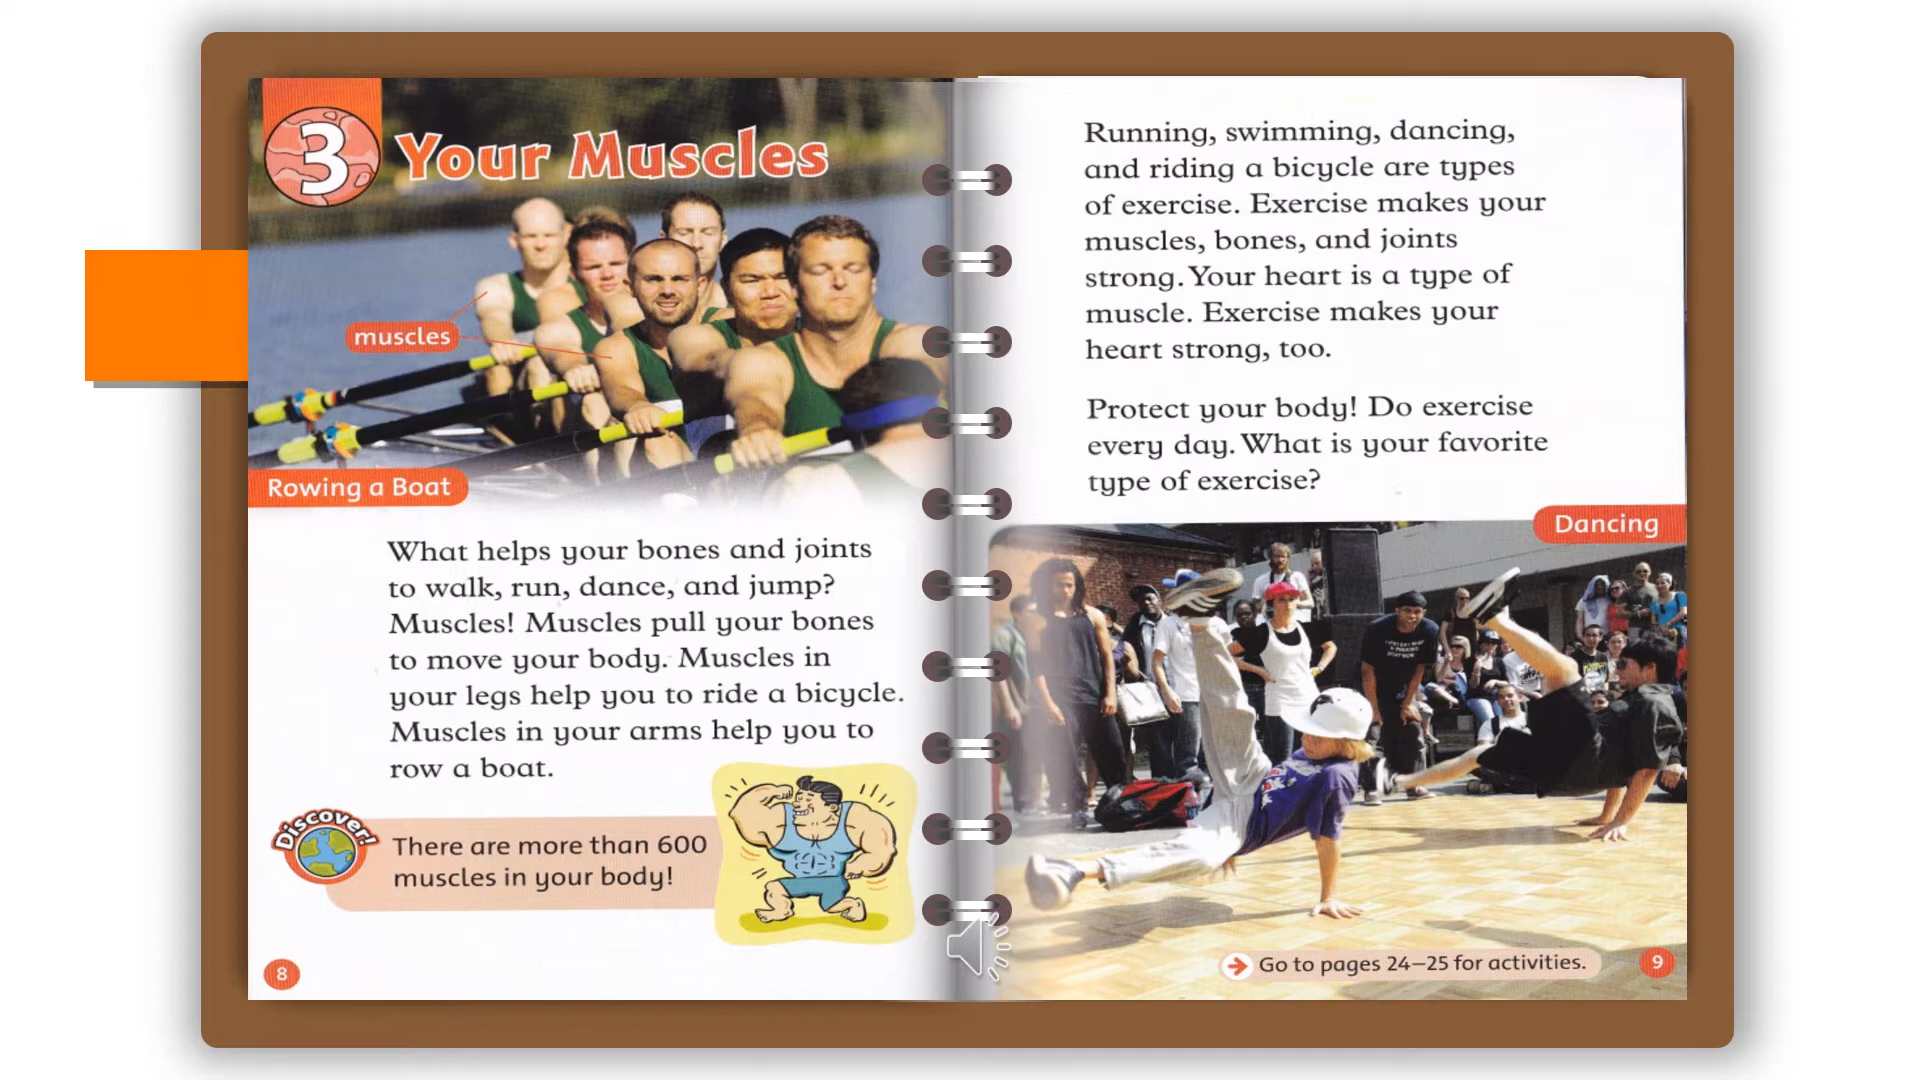 3
Your Muscles
muscles
Rowing a Boat
What helps your bones and joints
to walk, run, dance, and jump?
Muscles! Muscles pull your bones
to move your body. Muscles in
your legs help you to ride a bicycle.
Muscles in your arms help you to
row a boat.
Discover!
There are more than 600
muscles in your body!
8
Running, swimming, dancing,
and riding a bicycle are types
of exercise. Exercise makes your
muscles, bones, and joints
strong. Your heart is a type of
muscle. Exercise makes your
heart strong, too.
Protect your body! Do exercise
every day. What is your favorite
type of exercise?
Dancing
Go to pages 24–25 for activities.
9